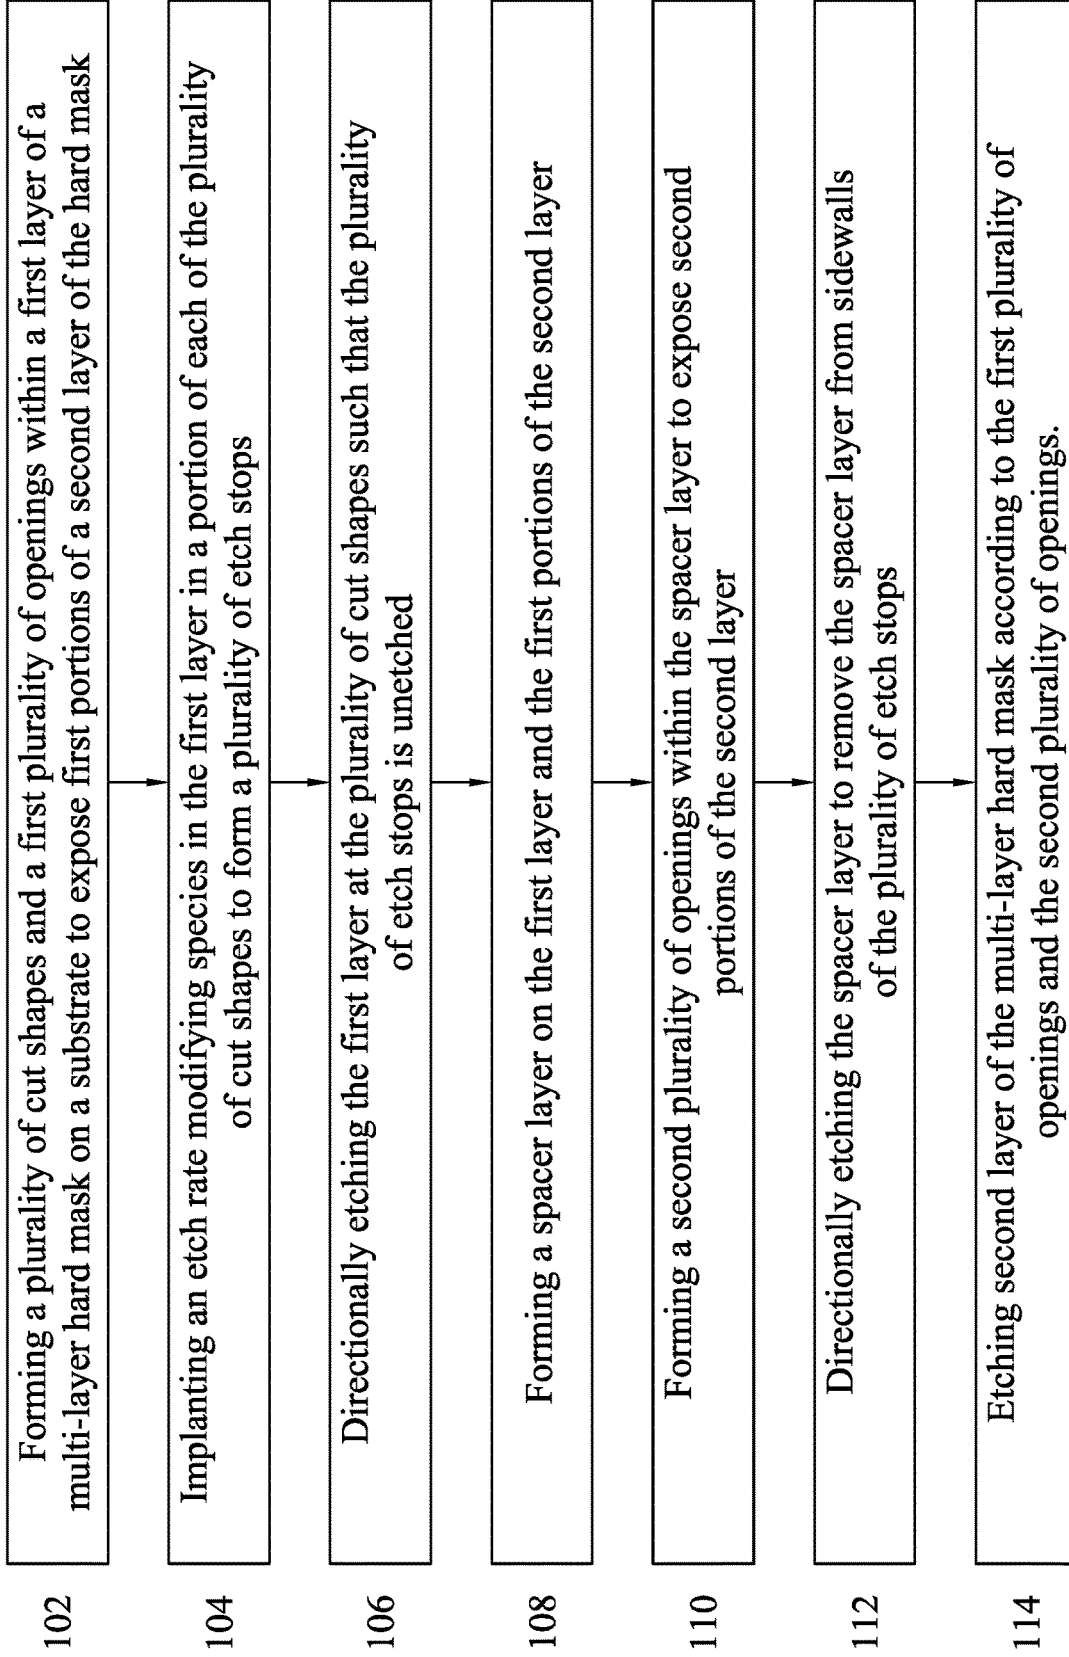 102
Forming a plurality of cut shapes and a first plurality of openings within a first layer of a
multi-layer hard mask on a substrate to expose first portions of a second layer of the hard mask
104
Implanting an etch rate modifying species in the first layer in a portion of each of the plurality
of cut shapes to form a plurality of etch stops
106
Directionally etching the first layer at the plurality of cut shapes such that the plurality
of etch stops is unetched
108
Forming a spacer layer on the first layer and the first portions of the second layer
110
Forming a second plurality of openings within the spacer layer to expose second
portions of the second layer
112
Directionally etching the spacer layer to remove the spacer layer from sidewalls
of the plurality of etch stops
114
Etching second layer of the multi-layer hard mask according to the first plurality of
openings and the second plurality of openings.